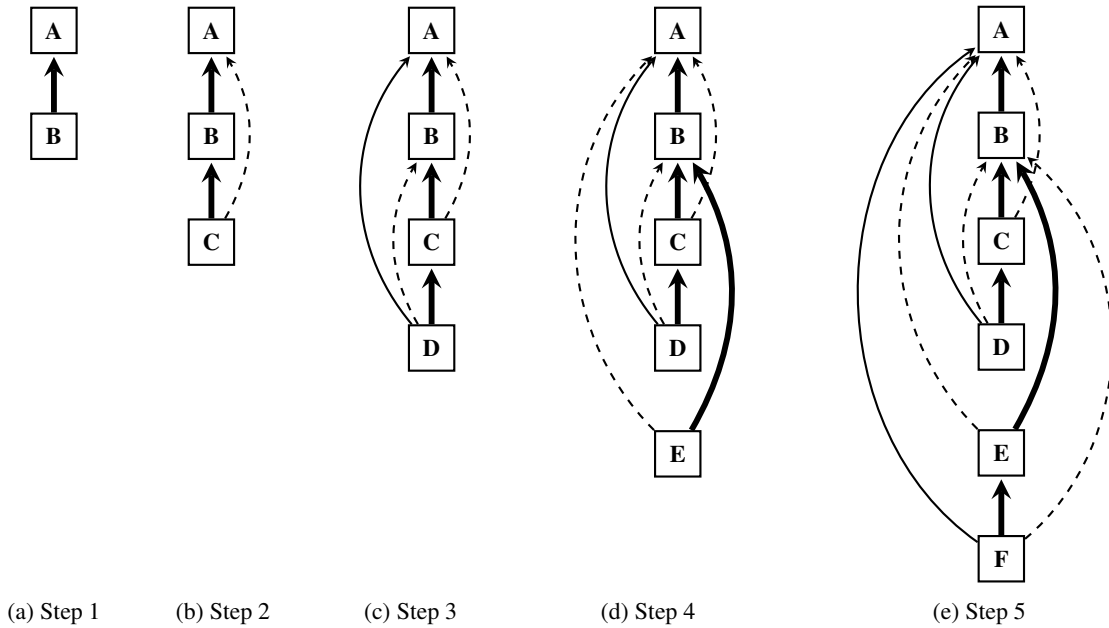 A A A A A
B B B B B
C C C C
D D D
E E
F
(a) Step 1 (b) Step 2 (c) Step 3 (d) Step 4 (e) Step 5